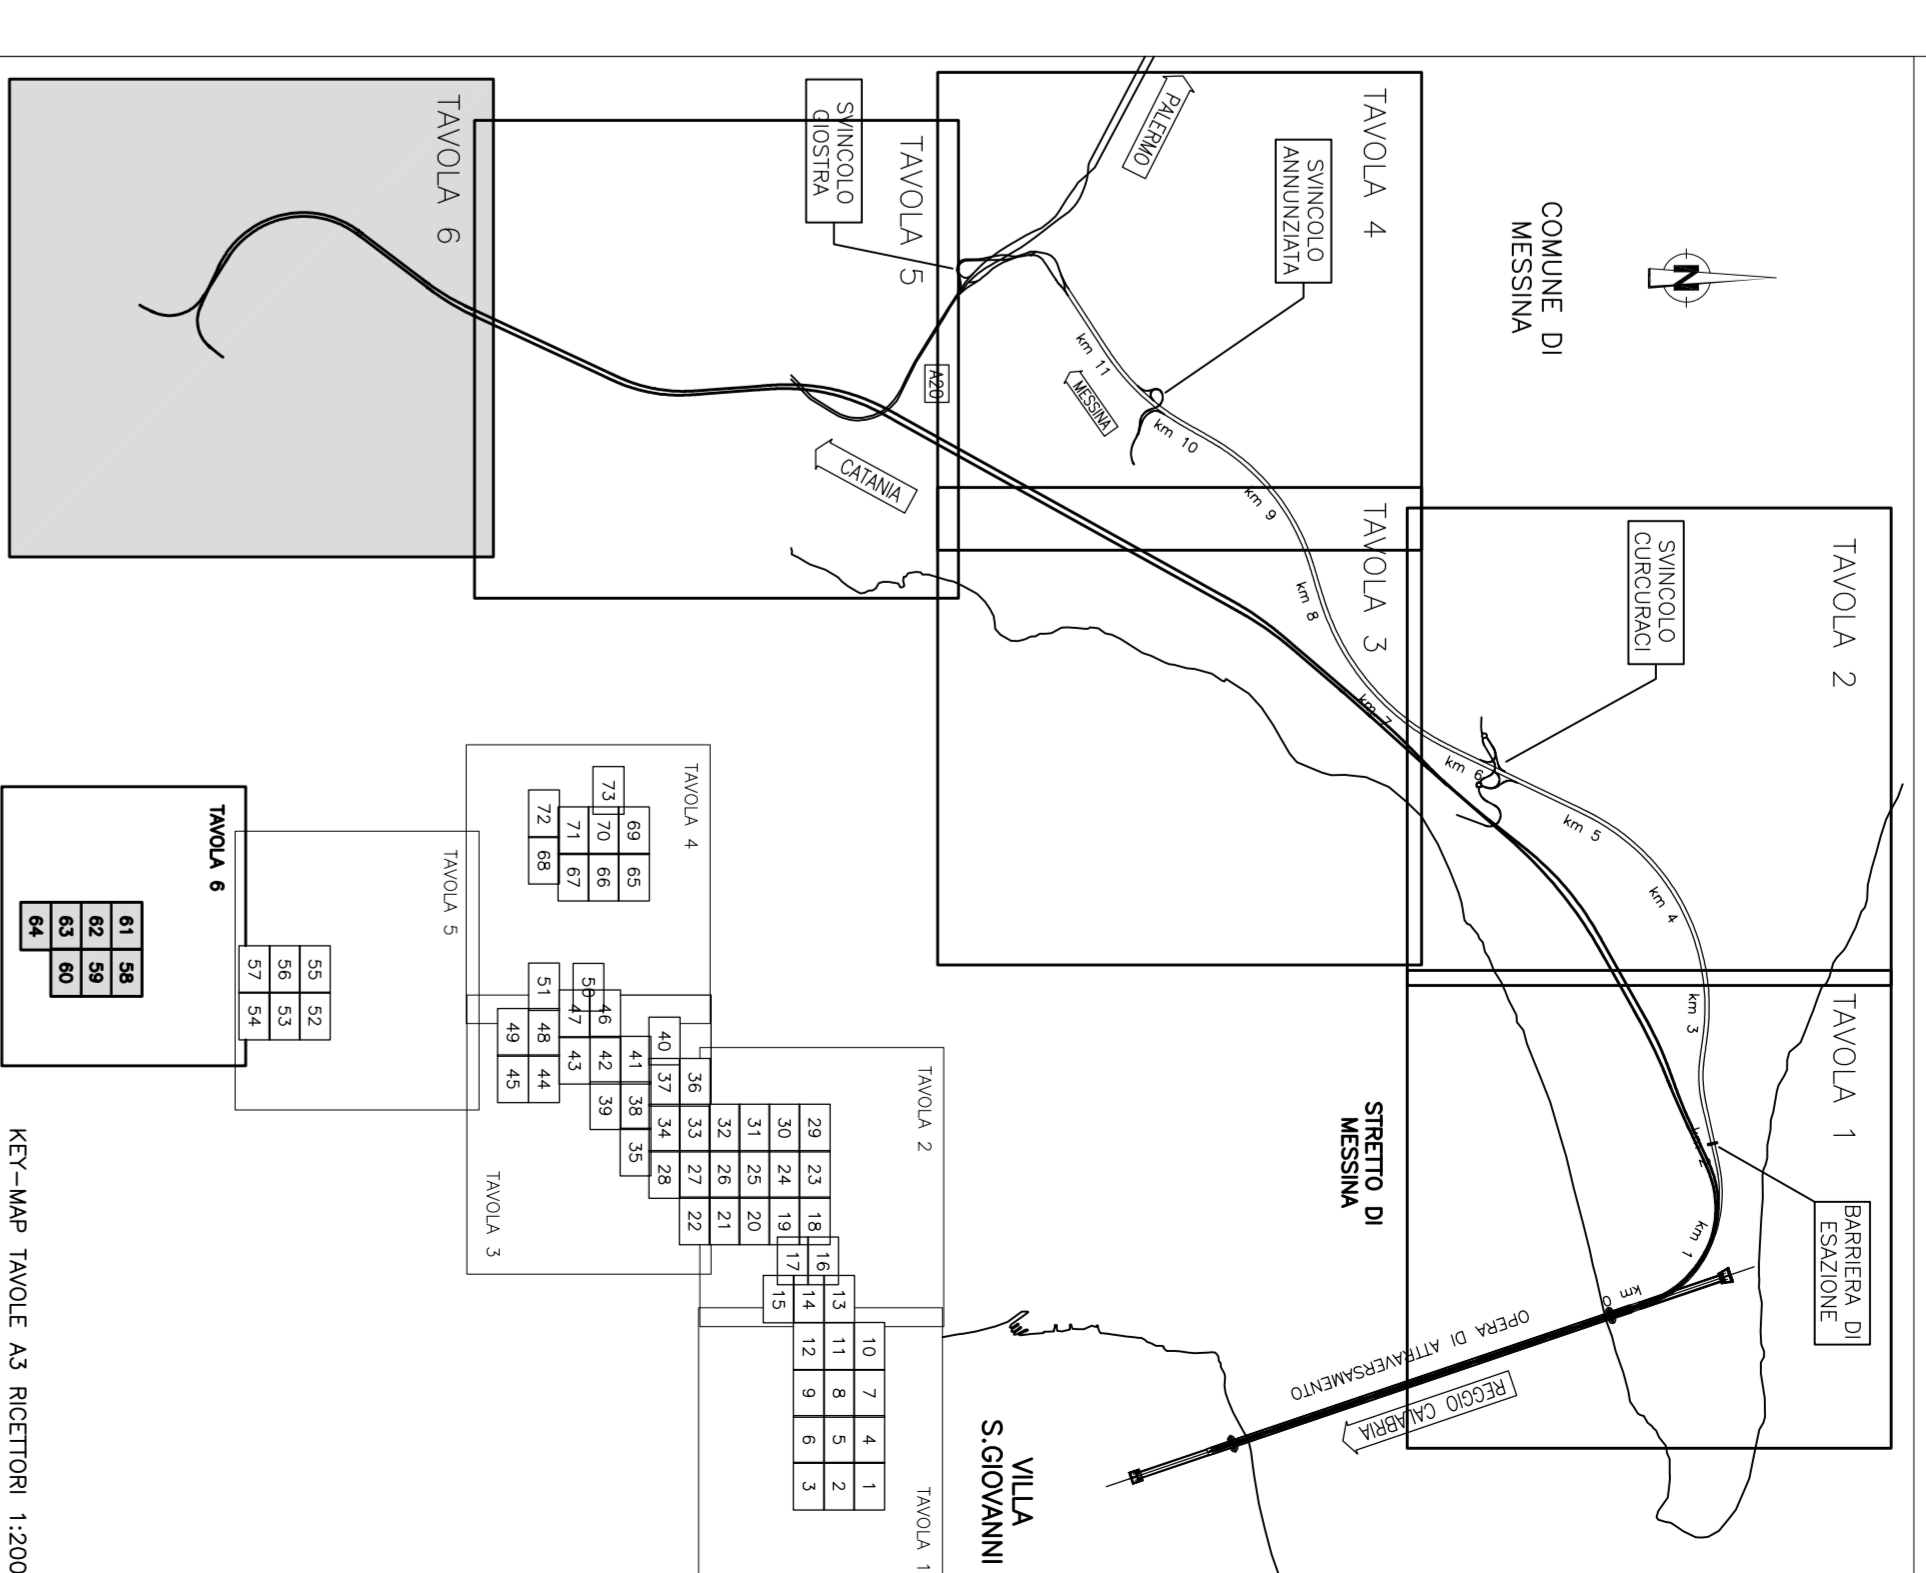 TAVOLA 1
BARRIERA DI
ESAZIONE
TAVOLA 2
SVINCOLO
CURCURACI
N
COMUNE DI
MESSINA
TAVOLA 4
SVINCOLO
ANNUNZIATA
PALERMO
TAVOLA 3
km 0
km 1
km 2
km 3
km 4
km 5
km 6
km 7
km 8
km 9
km 10
km 11
MESSINA
A20
TAVOLA 5
SVINCOLO
GIOSTRA
CATANIA
TAVOLA 6
STRETTO DI
MESSINA
OPERA DI ATTRAVERSAMENTO
REGGIO CALABRIA
VILLA
S.GIOVANNI
TAVOLA 4
73
69
70
71
72
65
66
67
68
TAVOLA 2
29
30
31
32
33
34
35
36
37
38
39
40
41
42
43
44
45
46
47
48
49
50
51
23
24
25
26
27
28
18
19
20
21
22
16
17
13
14
15
TAVOLA 3
TAVOLA 1
10
11
12
7
8
9
4
5
6
1
2
3
TAVOLA 5
55
56
57
52
53
54
TAVOLA 6
61
62
63
64
58
59
60
KEY-MAP TAVOLE A3 RICETTORI 1:200